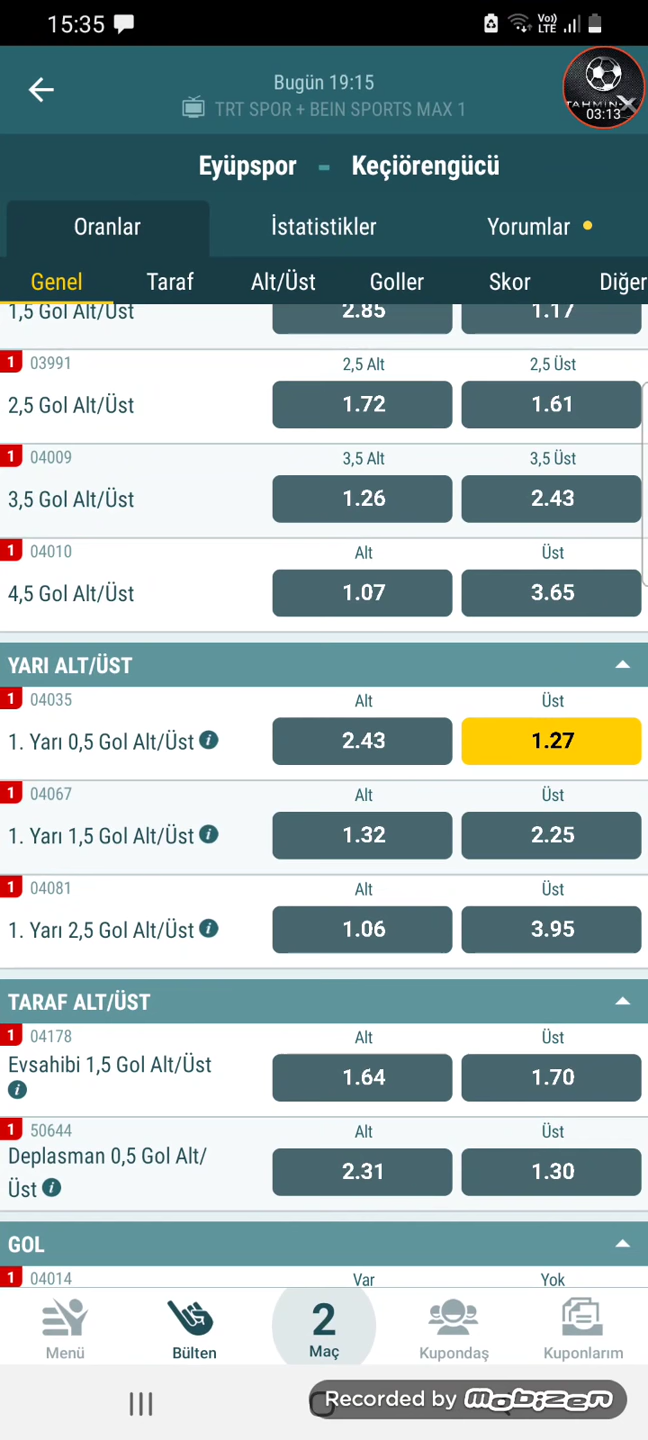 15:35
Vo))
LTE
Bugün 19:15
TRT SPOR + BEIN SPORTS MAX 1
TAHMIN-X
03:13
Eyüpspor - Keçiörengücü
Oranlar İstatistikler Yorumlar
Genel Taraf Alt/Üst Goller Skor Diğer
1,5 Gol Alt/Üst 2.85 1.17
1 03991 2,5 Alt 2,5 Üst
2,5 Gol Alt/Üst 1.72 1.61
1 04009 3,5 Alt 3,5 Üst
3,5 Gol Alt/Üst 1.26 2.43
1 04010 Alt Üst
4,5 Gol Alt/Üst 1.07 3.65
YARI ALT/ÜST
1 04035 Alt Üst
1. Yarı 0,5 Gol Alt/Üst i 2.43 1.27
1 04067 Alt Üst
1. Yarı 1,5 Gol Alt/Üst i 1.32 2.25
1 04081 Alt Üst
1. Yarı 2,5 Gol Alt/Üst i 1.06 3.95
TARAF ALT/ÜST
1 04178 Alt Üst
Evsahibi 1,5 Gol Alt/Üst 1.64 1.70
i
1 50644 Alt Üst
Deplasman 0,5 Gol Alt/
Üst i 2.31 1.30
GOL
1 04014 Var Yok
2
Menü Bülten Maç Kupondaş Kuponlarım
Recorded by mobizen